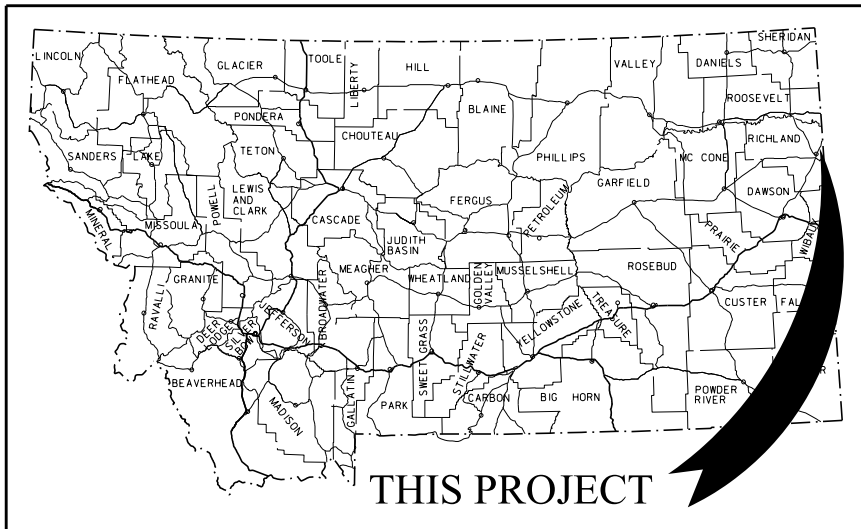 LINCOLN
FLATHEAD
GLACIER
TOOLE
LIBERTY
HILL
BLAINE
VALLEY
DANIELS
SHERIDAN
ROOSEVELT
PONDERA
CHOUTEAU
PHILLIPS
RICHLAND
SANDERS
LAKE
TETON
MC CONE
DAWSON
MINERAL
MISSOULA
POWELL
LEWIS
AND
CLARK
CASCADE
FERGUS
PETROLEUM
GARFIELD
PRAIRIE
WIBAUX
JUDITH
BASIN
RAVALLI
GRANITE
BROADWATER
MEAGHER
WHEATLAND
GOLDEN
VALLEY
MUSSELSHELL
ROSEBUD
DEER
LODGE
SILVER
BOW
JEFFERSON
SWEET GRASS
STILLWATER
YELLOWSTONE
TREASURE
CUSTER
BEAVERHEAD
MADISON
GALLATIN
PARK
CARBON
BIG HORN
POWDER
RIVER
THIS PROJECT